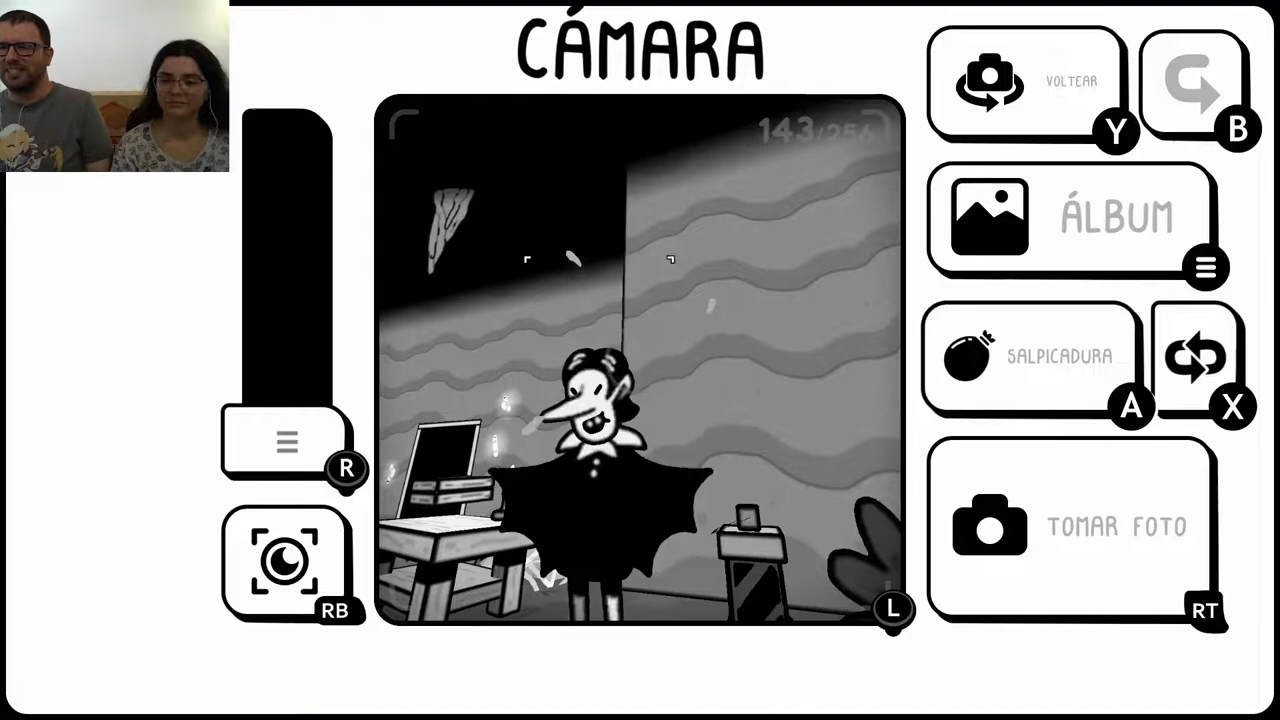 CÁMARA
143/256
VOLTEAR
Y
B
ÁLBUM
SALPICADURA
A
X
R
TOMAR FOTO
RB
L
RT